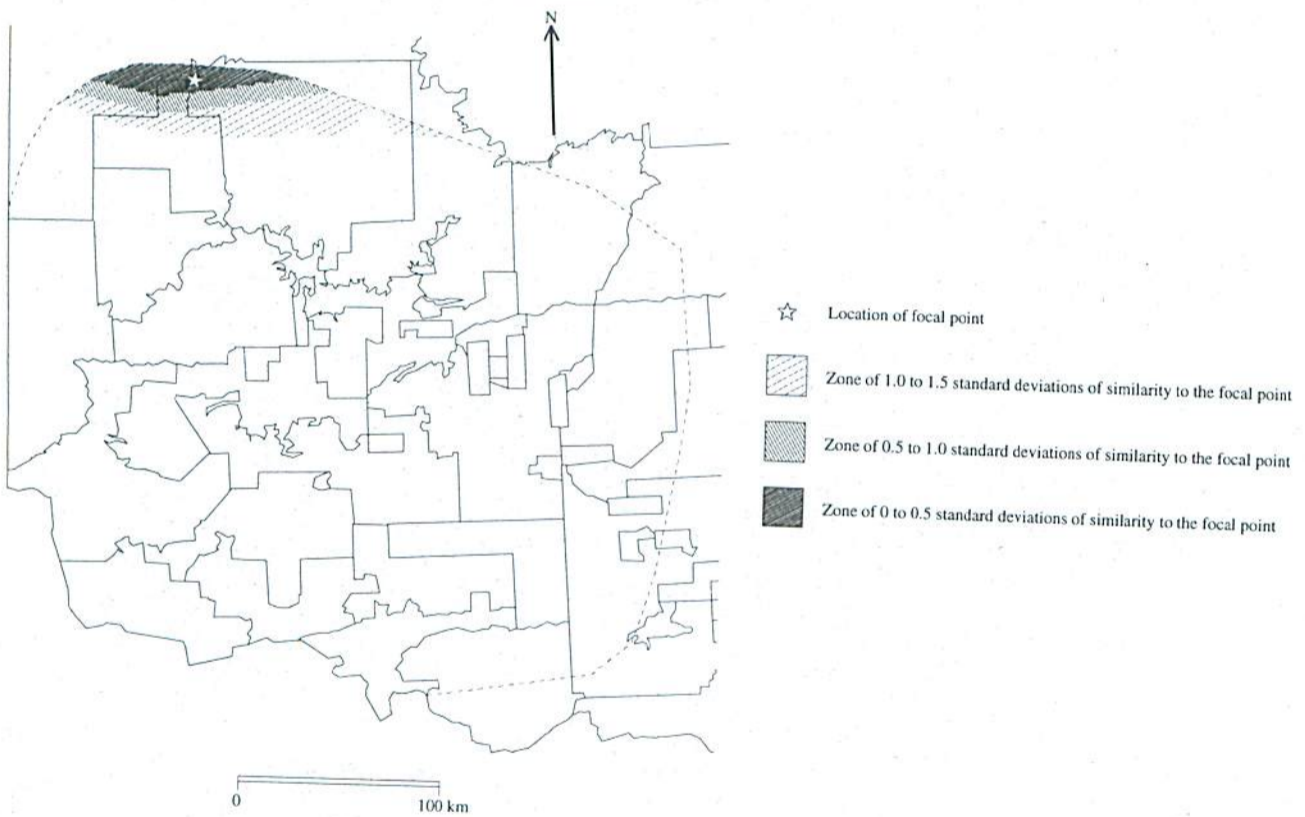 N
Location of focal point
Zone of 1.0 to 1.5 standard deviations of similarity to the focal point
Zone of 0.5 to 1.0 standard deviations of similarity to the focal point
Zone of 0 to 0.5 standard deviations of similarity to the focal point
0
100 km